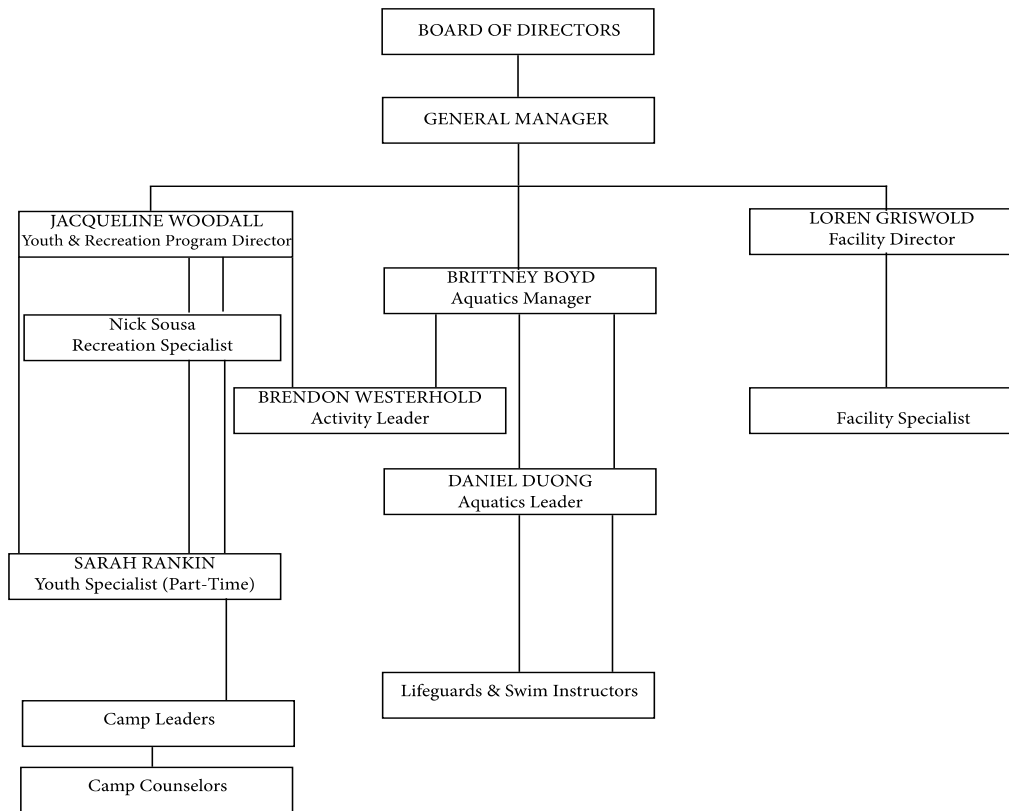 BOARD OF DIRECTORS
GENERAL MANAGER
JACQUELINE WOODALL
Youth & Recreation Program Director
LOREN GRISWOLD
Facility Director
BRITTNEY BOYD
Aquatics Manager
Nick Sousa
Recreation Specialist
BRENDON WESTERHOLD
Activity Leader
Facility Specialist
DANIEL DUONG
Aquatics Leader
SARAH RANKIN
Youth Specialist (Part-Time)
Lifeguards & Swim Instructors
Camp Leaders
Camp Counselors